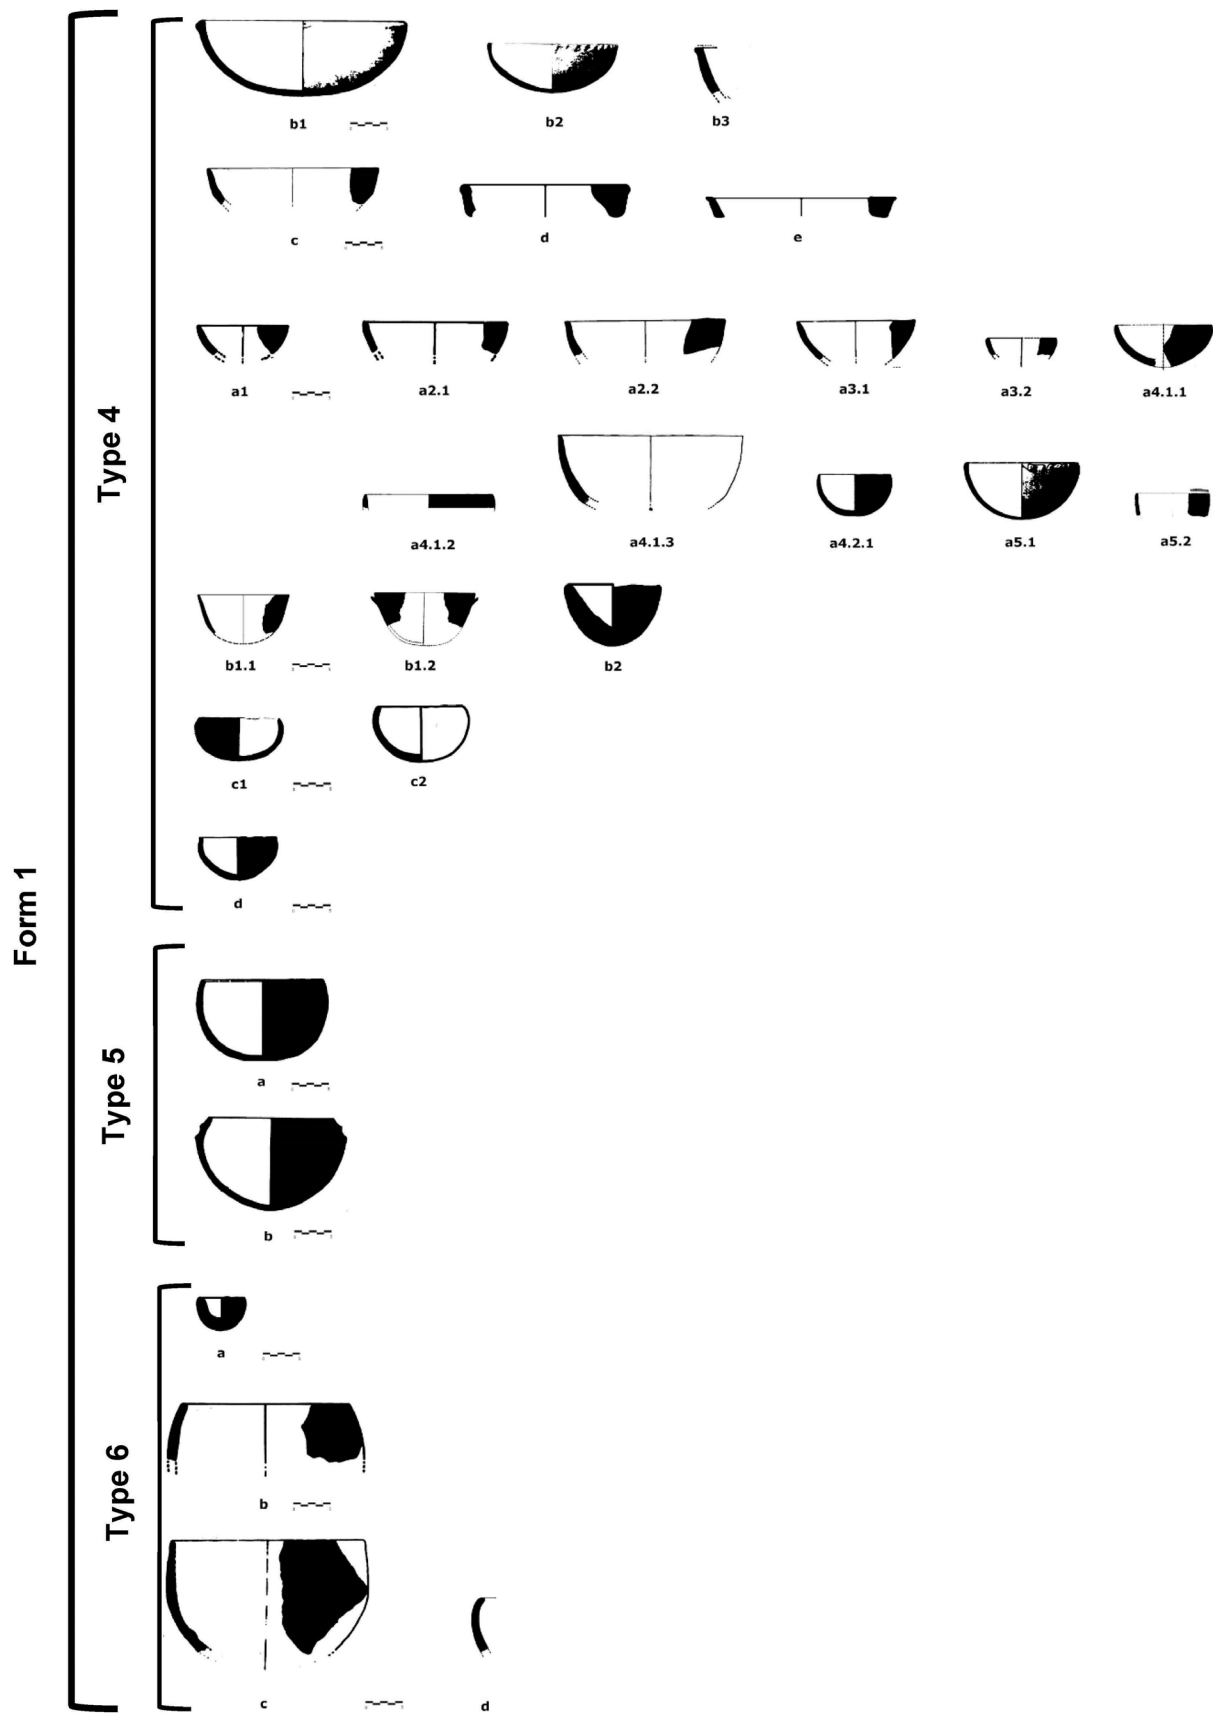 Form 1
Type 4
b1 b2 b3
c d e
a1 a2.1 a2.2 a3.1 a3.2 a4.1.1
a4.1.2 a4.1.3 a4.2.1 a5.1 a5.2
b1.1 b1.2 b2
c1 c2
d
Type 5
a
b
Type 6
a
b
c d